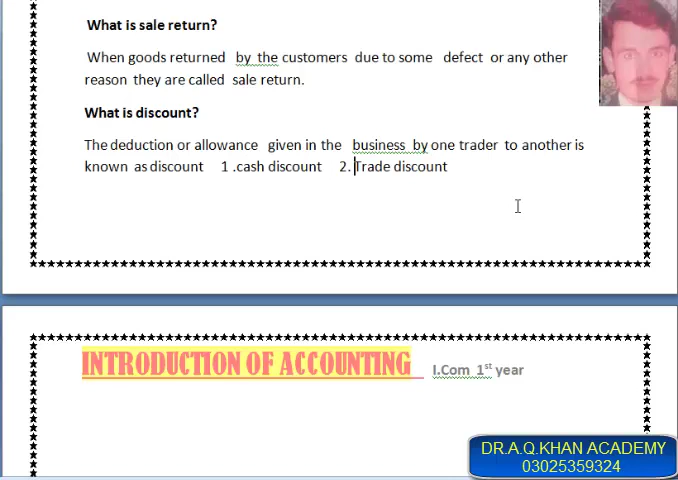 What is sale return?
When goods returned by the customers due to some defect or any other
reason they are called sale return.
What is discount?
The deduction or allowance given in the business by one trader to another is
known as discount 1 .cash discount 2. Trade discount
INTRODUCTION OF ACCOUNTING I.Com 1st year
DR.A.Q.KHAN ACADEMY
03025359324